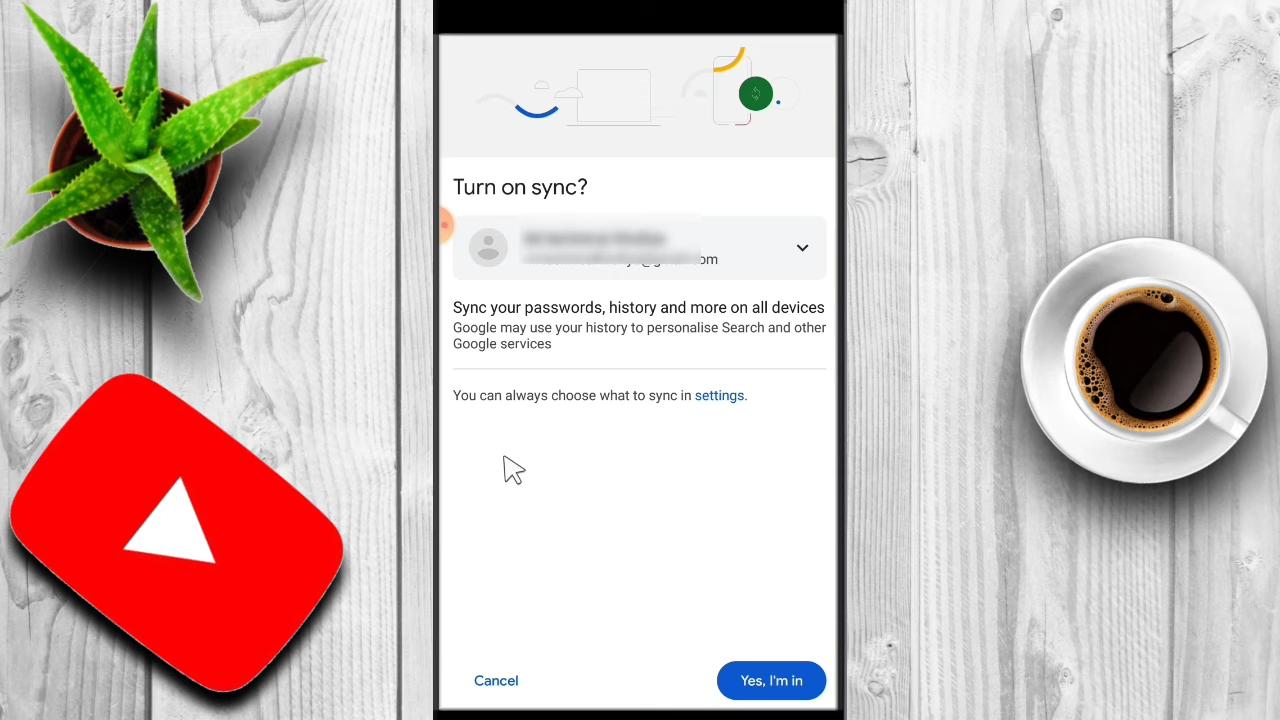 Turn on sync?
Sync your passwords, history and more on all devices
Google may use your history to personalise Search and other
Google services
You can always choose what to sync in settings.
Cancel
Yes, I'm in